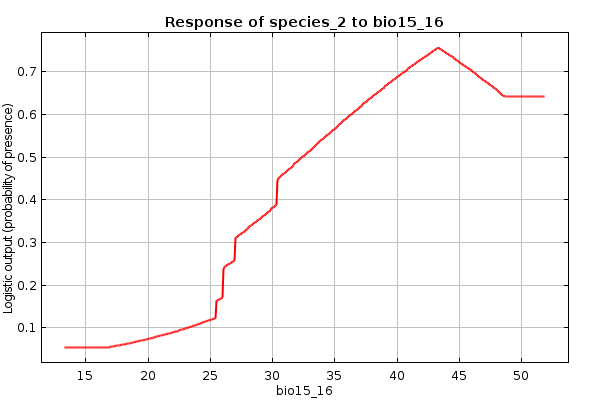 Response of species_2 to bio15_16
Logistic output (probability of presence)
0.7
0.6
0.5
0.4
0.3
0.2
0.1
15 20 25 30 35 40 45 50
bio15_16